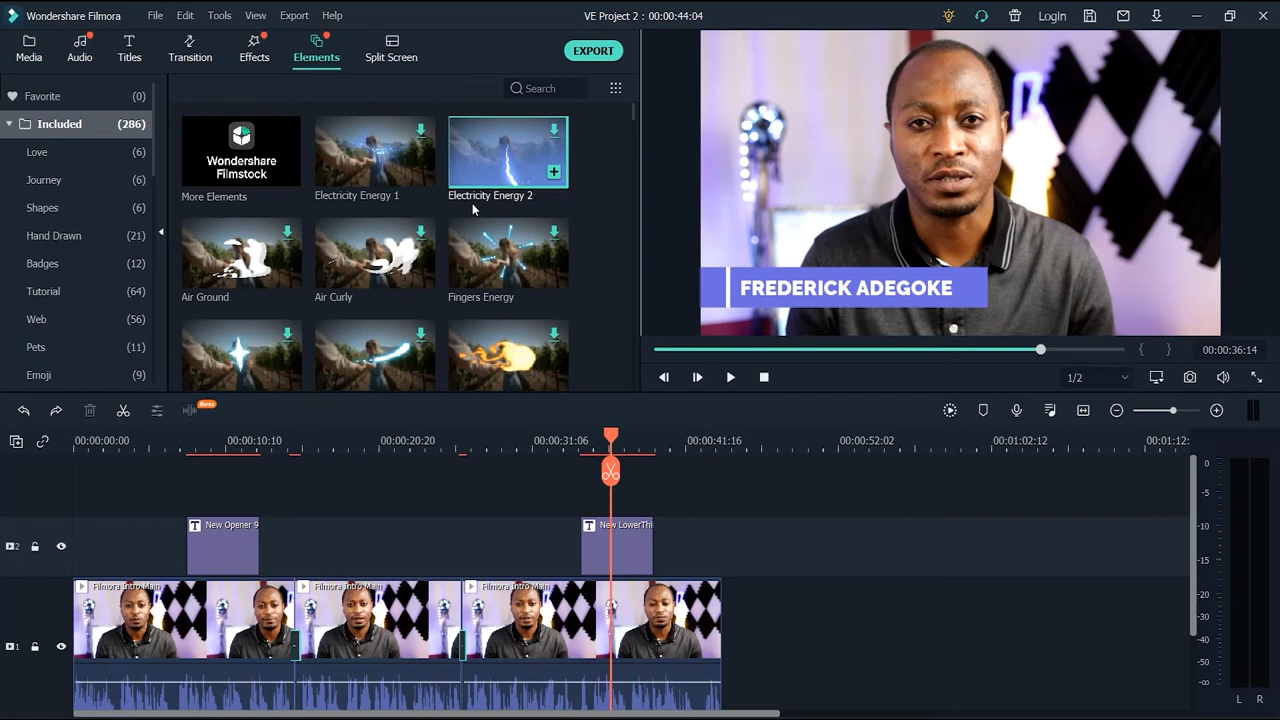 Wondershare Filmora File Edit Tools View Export Help VE Project 2 : 00:00:44:04 Login
Media Audio Titles Transition Effects Elements Split Screen EXPORT
Favorite (0) Search
Included (286)
Love (6)
Journey (6)
Shapes (6)
Hand Drawn (21)
Badges (12)
Tutorial (64)
Web (56)
Pets (11)
Emoji (9)
Wondershare
Filmstock
More Elements Electricity Energy 1 Electricity Energy 2
Air Ground Air Curly Fingers Energy
FREDERICK ADEGOKE
{ } 00:00:36:14
1/2
Beta
00:00:00:00 00:00:10:10 00:00:20:20 00:00:31:06 00:00:41:16 00:00:52:02 00:01:02:12 00:01:12:
T New Opener 9 T New LowerThi
2
Filmora Intro Main Filmora Intro Main Filmora Intro Main
1
0
-5
-10
-15
-20
-30
-40
-50
-∞
L R